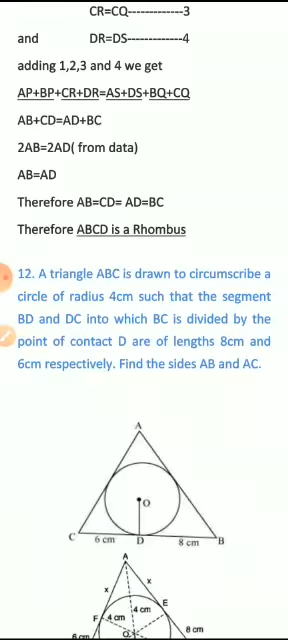 CR=CQ-------------3
and DR=DS-------------4
adding 1,2,3 and 4 we get
AP+BP+CR+DR=AS+DS+BQ+CQ
AB+CD=AD+BC
2AB=2AD( from data)
AB=AD
Therefore AB=CD= AD=BC
Therefore ABCD is a Rhombus
12. A triangle ABC is drawn to circumscribe a
circle of radius 4cm such that the segment
BD and DC into which BC is divided by the
point of contact D are of lengths 8cm and
6cm respectively. Find the sides AB and AC.
A
O
C 6 cm D 8 cm B
A
x x
F 4 cm 4 cm E
6 cm O 8 cm